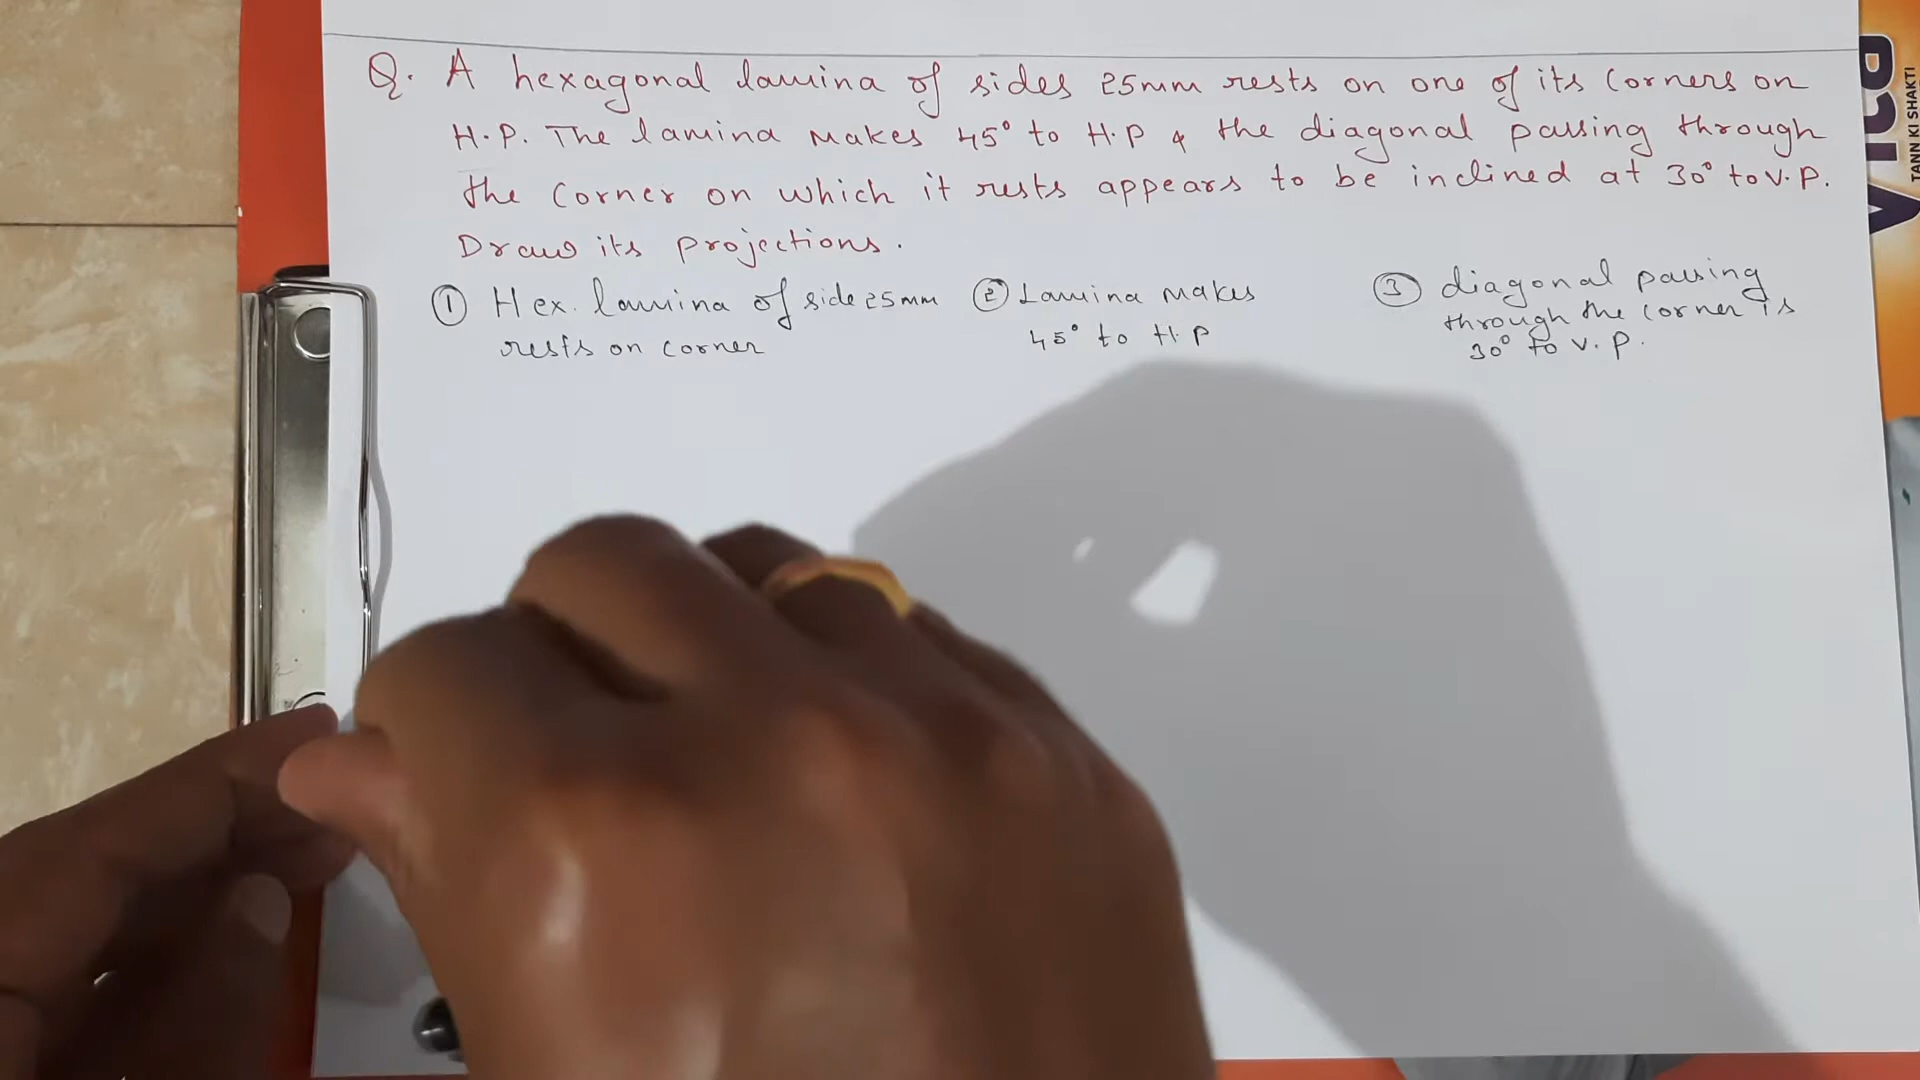 Q. A hexagonal lamina of sides 25mm rests on one of its corners on
H.P. The lamina makes 45° to H.P & the diagonal passing through
the corner on which it rests appears to be inclined at 30° to V.P.
Draw its projections.
① Hex. lamina of side 25mm
rests on corner
② Lamina makes
45° to H.P
③ diagonal passing
through the corner is
30° to V.P.
TANN KI SHAKTI